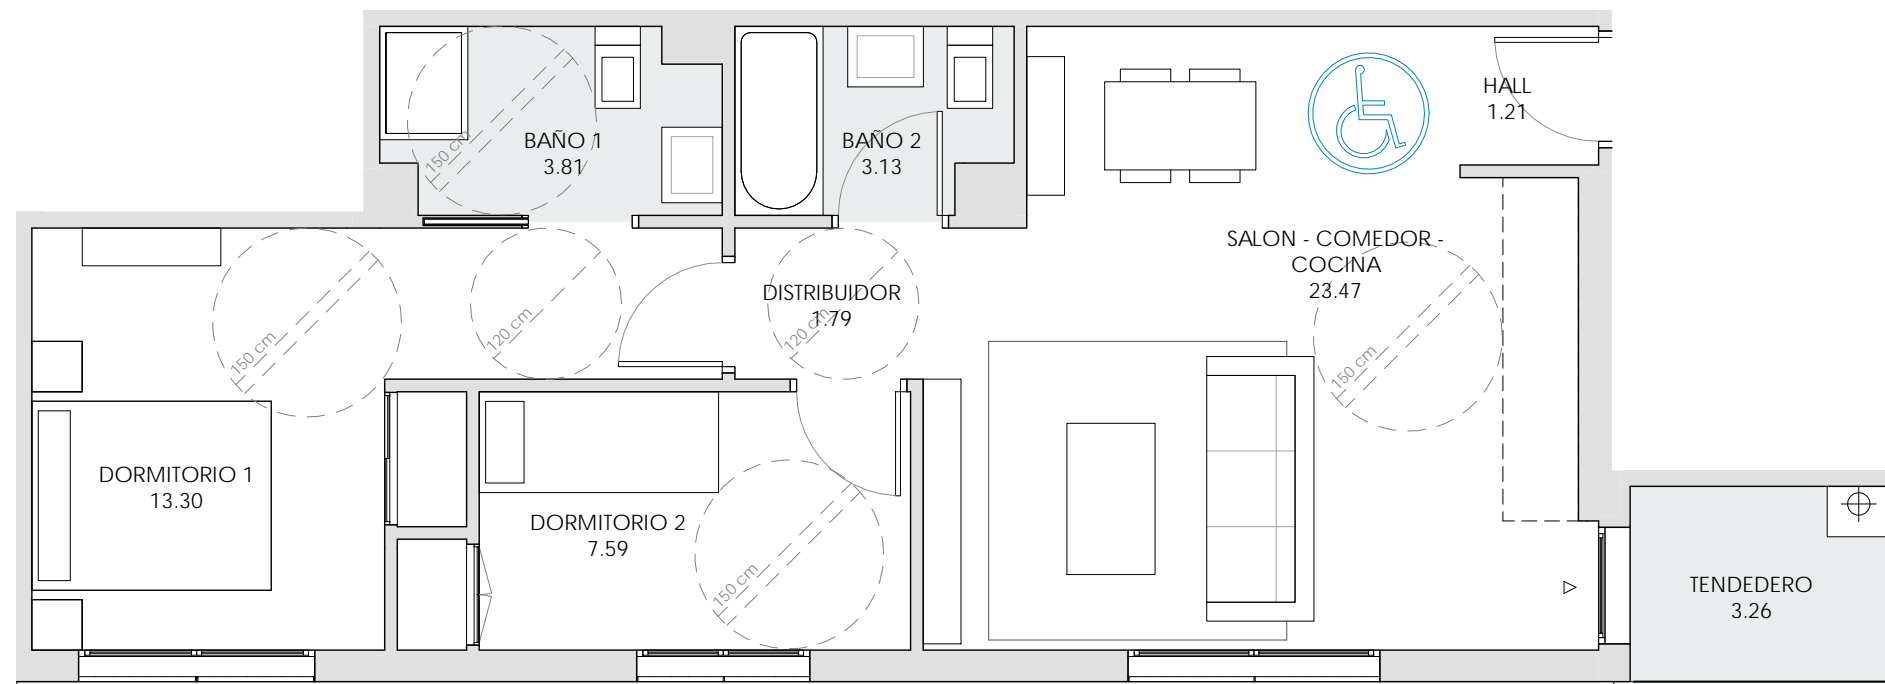 HALL
1.21
BAÑO 1
3.81
150 cm
BAÑO 2
3.13
SALON - COMEDOR -
COCINA
23.47
DISTRIBUIDOR
1.79
150 cm
120 cm
120 cm
150 cm
DORMITORIO 1
13.30
DORMITORIO 2
7.59
150 cm
TENDEDERO
3.26